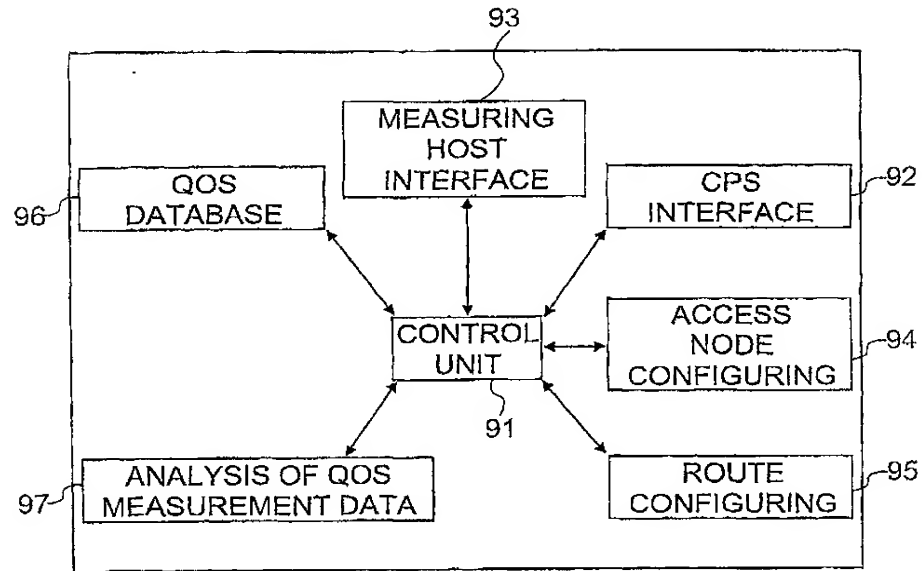 93
MEASURING
HOST
INTERFACE
QOS
DATABASE
96
CPS
INTERFACE
92
CONTROL
UNIT
91
ACCESS
NODE
CONFIGURING
94
ANALYSIS OF QOS
MEASUREMENT DATA
97
ROUTE
CONFIGURING
95